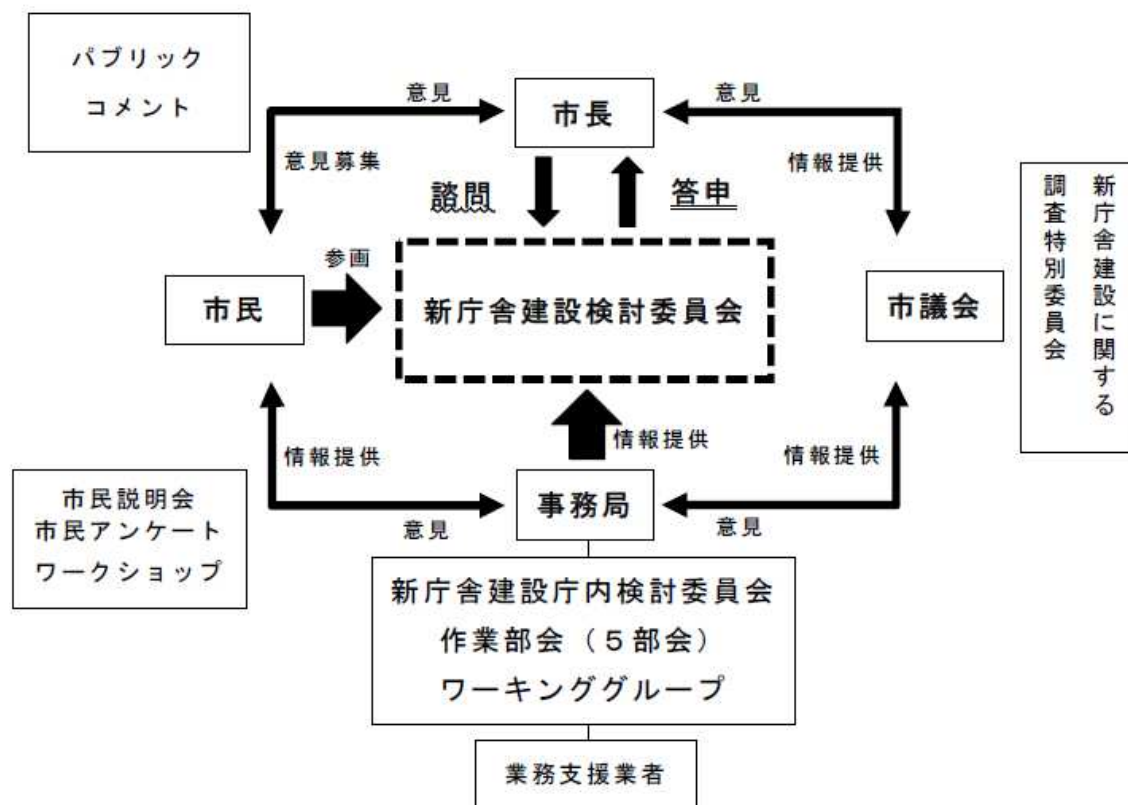 パブリック
コメント
意見
市長
意見
意見募集
情報提供
諮問
答申
新庁舎建設に関する
調査特別委員会
参画
市民
新庁舎建設検討委員会
市議会
情報提供
情報提供
情報提供
市民説明会
市民アンケート
ワークショップ
事務局
意見
意見
新庁舎建設庁内検討委員会
作業部会(5部会)
ワーキンググループ
業務支援業者